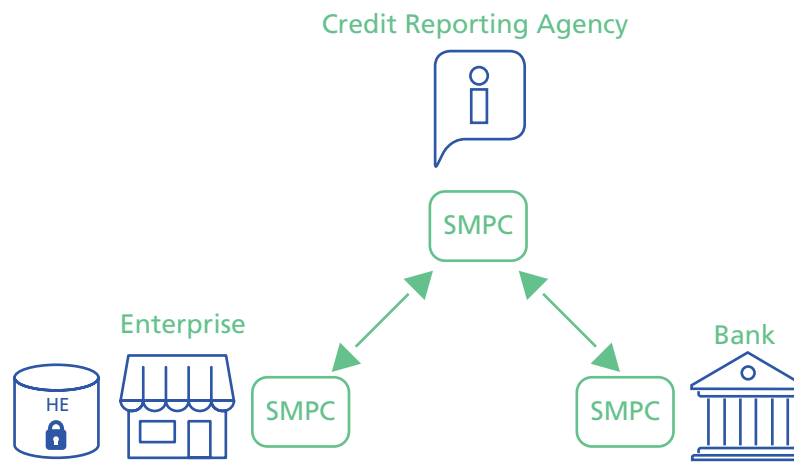 Credit Reporting Agency
SMPC
Enterprise
Bank
HE
SMPC
SMPC